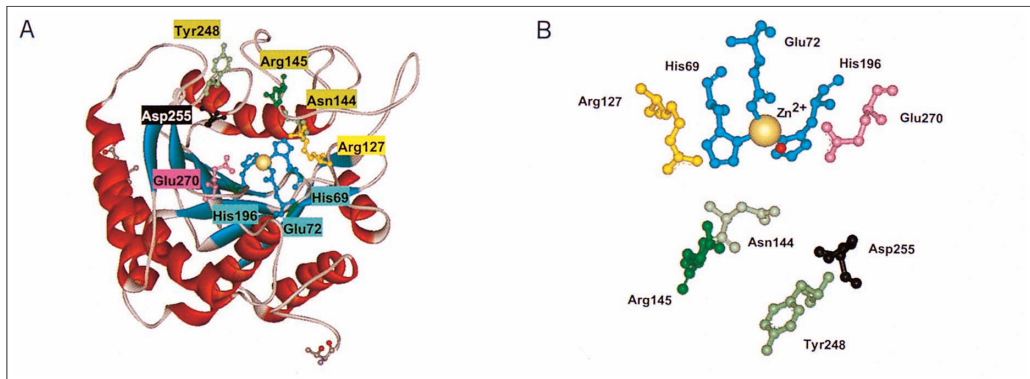 A
Tyr248
Arg145
Asn144
Asp255
Arg127
Glu270
His69
His196
Glu72
B
Glu72
His69
His196
Arg127
Zn2+
Glu270
Asn144
Asp255
Arg145
Tyr248